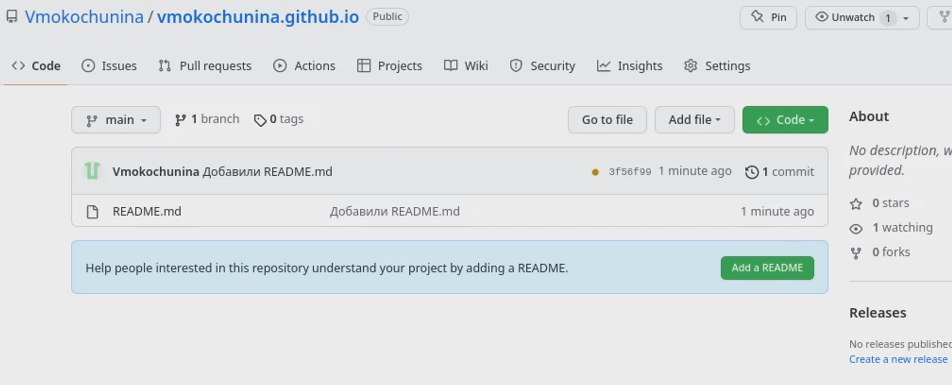 Vmokochunina / vmokochunina.github.io Public Pin Unwatch 1
Code Issues Pull requests Actions Projects Wiki Security Insights Settings
main 1 branch 0 tags Go to file Add file Code
About
Vmokochunina Добавили README.md 3f56f99 1 minute ago 1 commit
No description, w
provided.
README.md Добавили README.md 1 minute ago
0 stars
1 watching
0 forks
Help people interested in this repository understand your project by adding a README. Add a README
Releases
No releases published
Create a new release